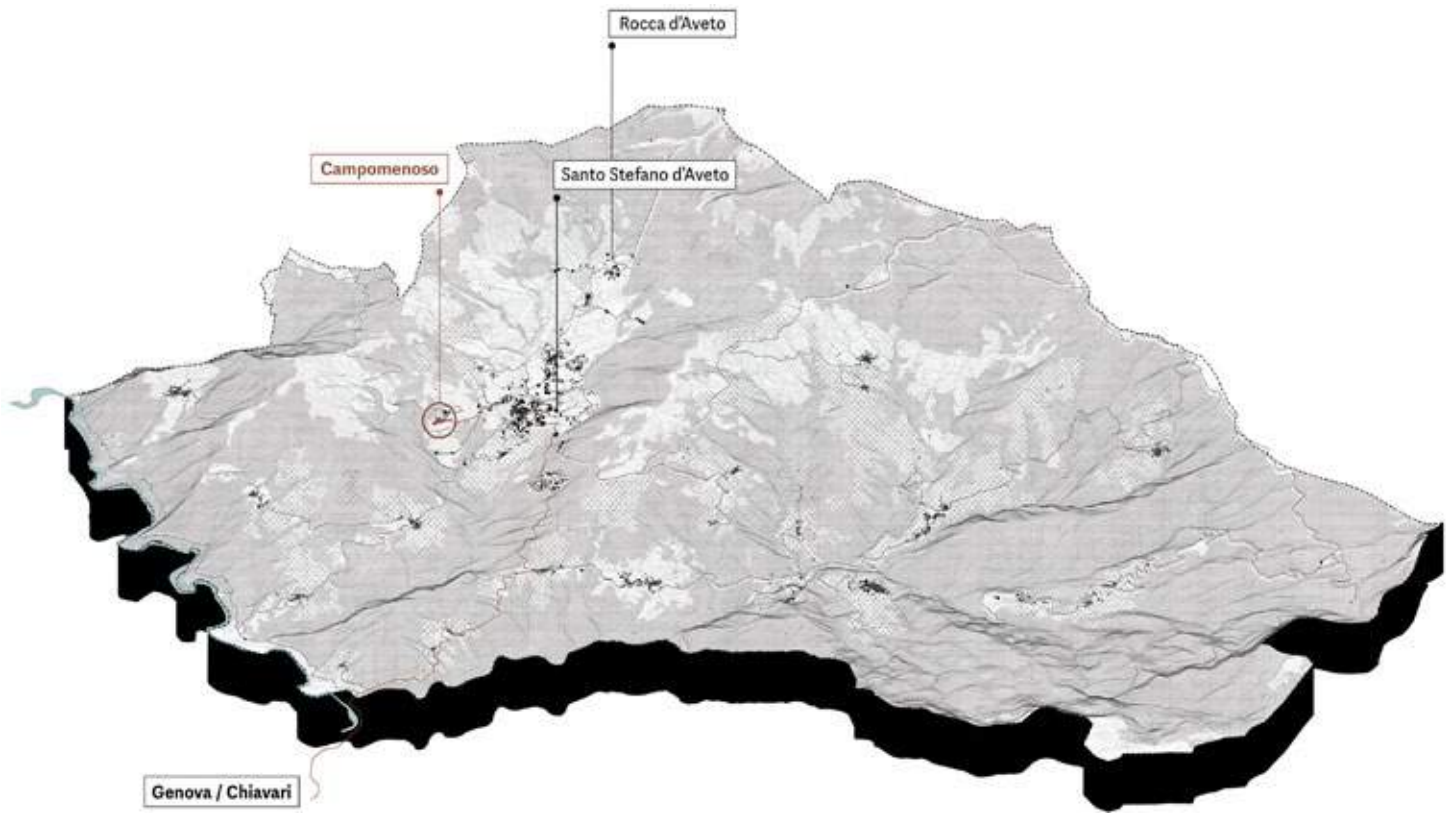 Rocca d'Aveto
Campomenoso
Santo Stefano d'Aveto
Genova / Chiavari